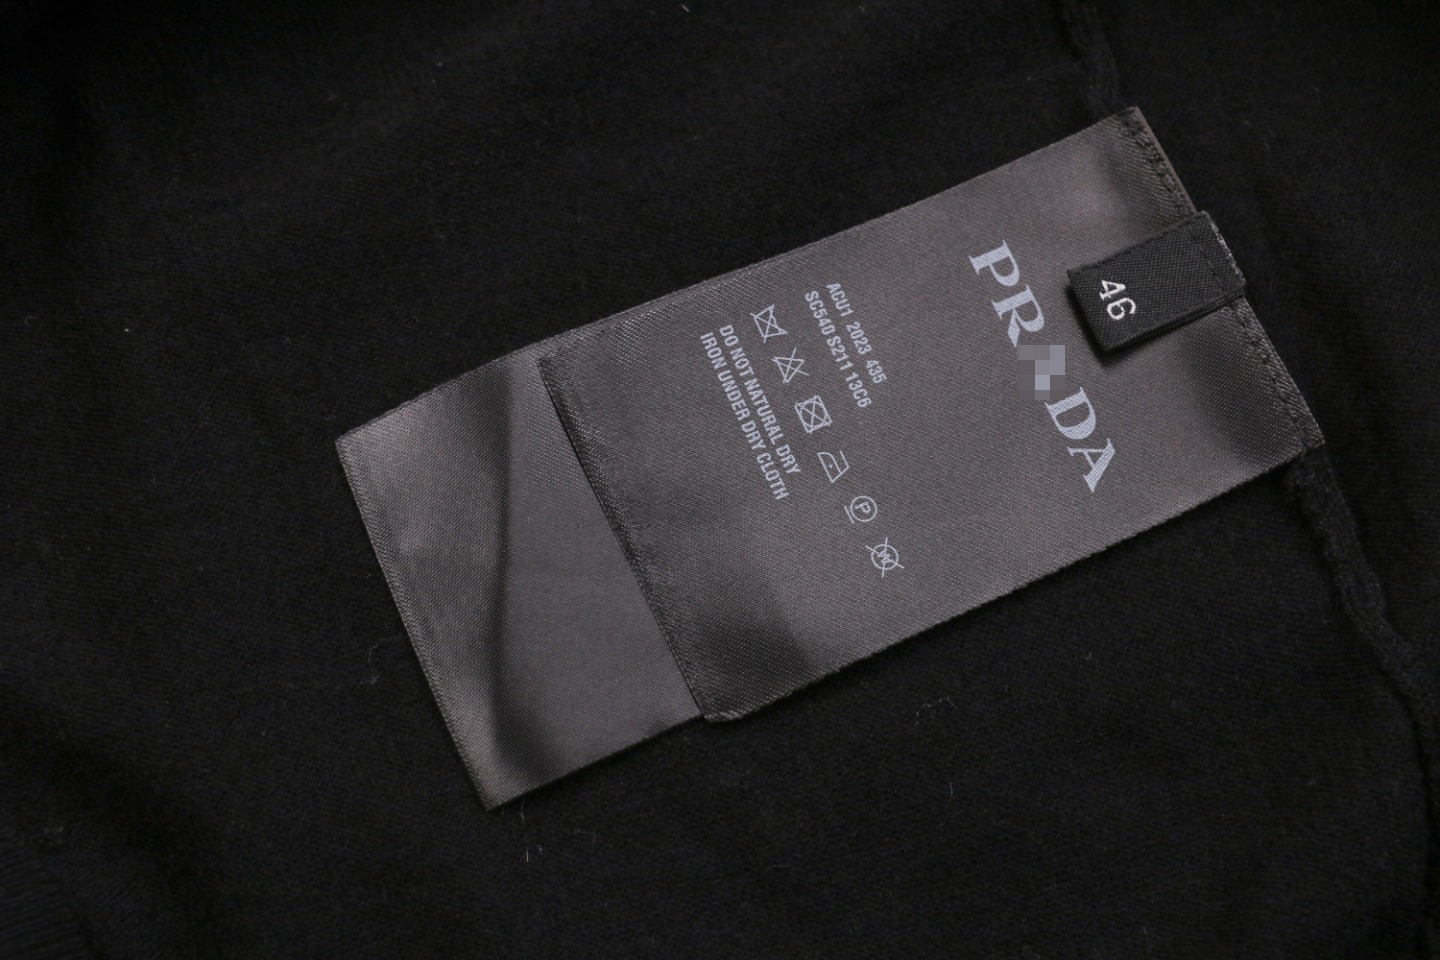 PR DA
46
ACU1 2023 435
SC540 S211 13C6
P
W
DO NOT NATURAL DRY
IRON UNDER DRY CLOTH